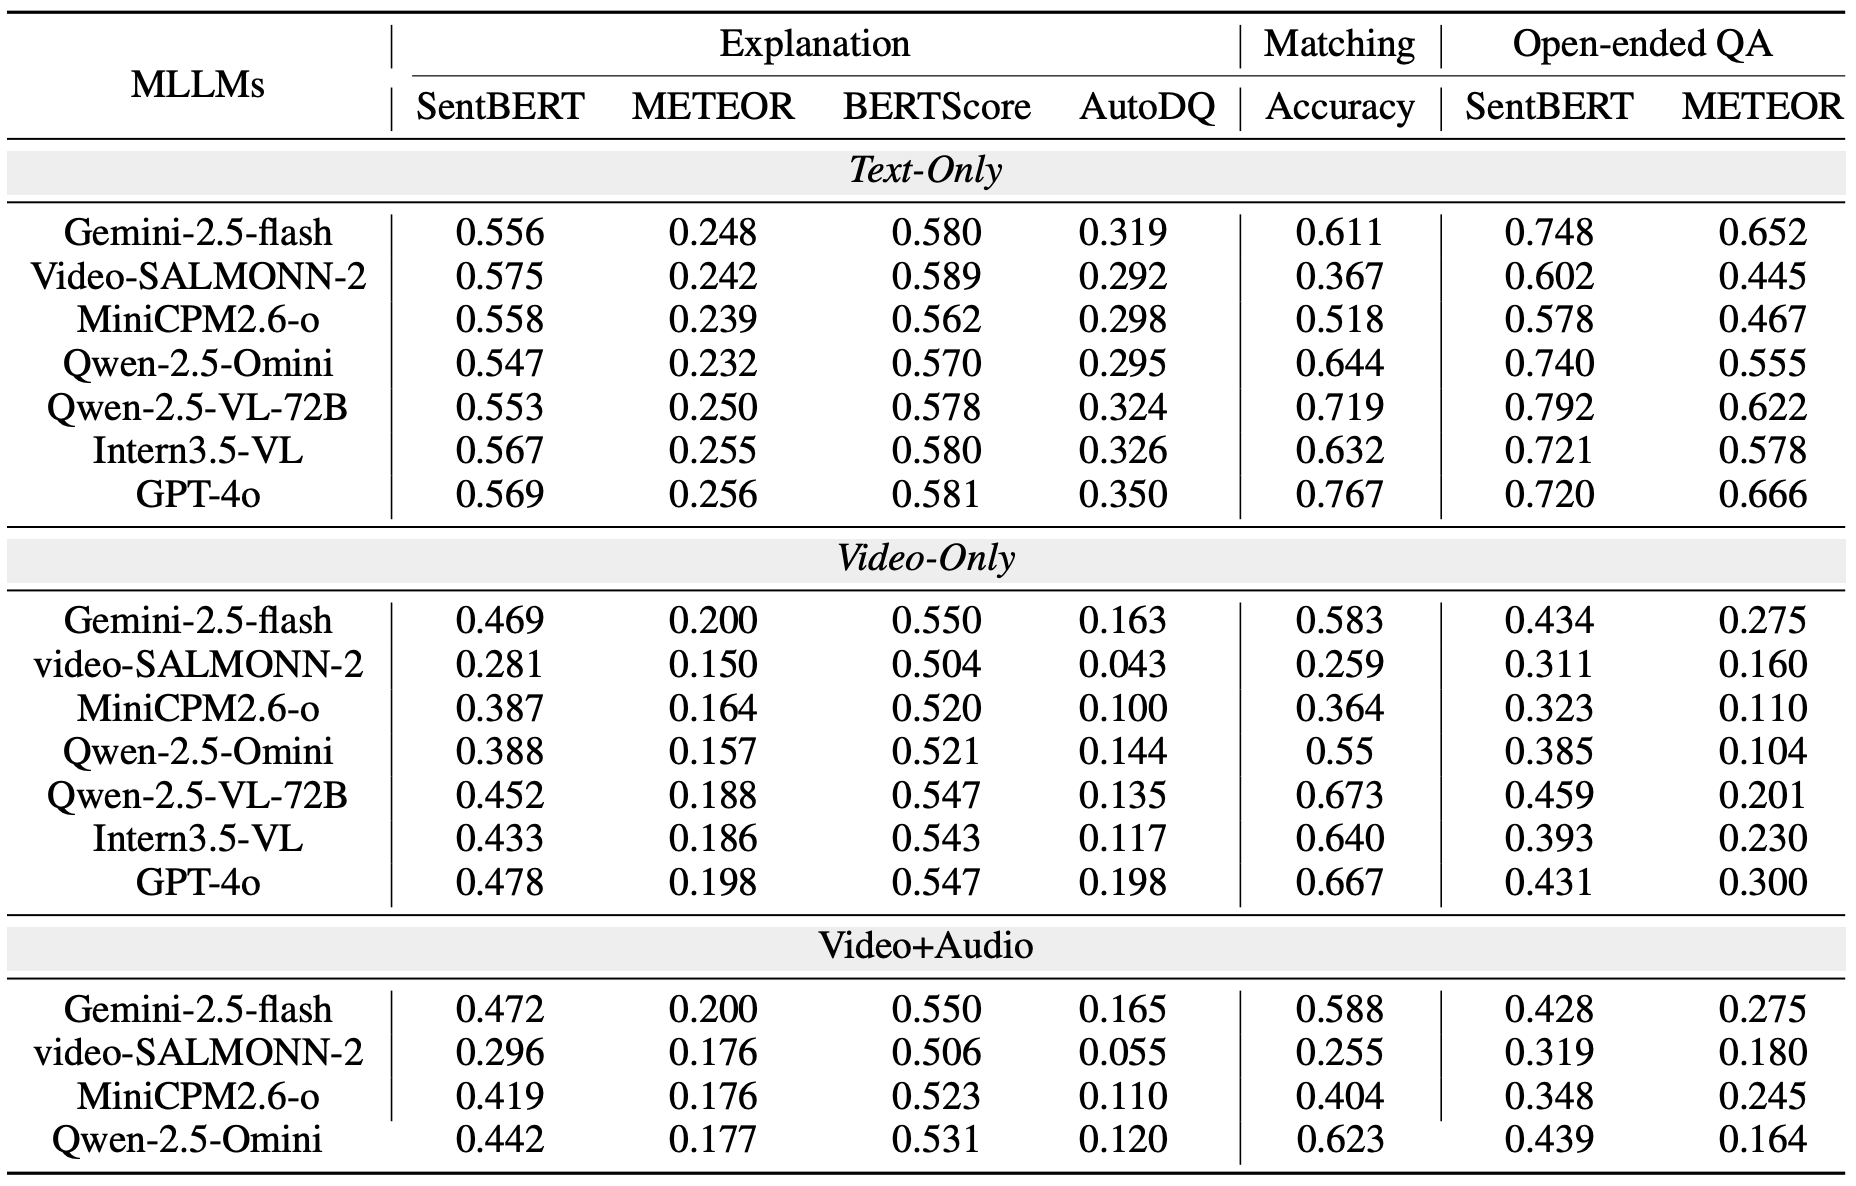 MLLMs Explanation Matching Open-ended QA
SentBERT METEOR BERTScore AutoDQ Accuracy SentBERT METEOR
Text-Only
Gemini-2.5-flash 0.556 0.248 0.580 0.319 0.611 0.748 0.652
Video-SALMONN-2 0.575 0.242 0.589 0.292 0.367 0.602 0.445
MiniCPM2.6-o 0.558 0.239 0.562 0.298 0.518 0.578 0.467
Qwen-2.5-Omini 0.547 0.232 0.570 0.295 0.644 0.740 0.555
Qwen-2.5-VL-72B 0.553 0.250 0.578 0.324 0.719 0.792 0.622
Intern3.5-VL 0.567 0.255 0.580 0.326 0.632 0.721 0.578
GPT-4o 0.569 0.256 0.581 0.350 0.767 0.720 0.666
Video-Only
Gemini-2.5-flash 0.469 0.200 0.550 0.163 0.583 0.434 0.275
video-SALMONN-2 0.281 0.150 0.504 0.043 0.259 0.311 0.160
MiniCPM2.6-o 0.387 0.164 0.520 0.100 0.364 0.323 0.110
Qwen-2.5-Omini 0.388 0.157 0.521 0.144 0.55 0.385 0.104
Qwen-2.5-VL-72B 0.452 0.188 0.547 0.135 0.673 0.459 0.201
Intern3.5-VL 0.433 0.186 0.543 0.117 0.640 0.393 0.230
GPT-4o 0.478 0.198 0.547 0.198 0.667 0.431 0.300
Video+Audio
Gemini-2.5-flash 0.472 0.200 0.550 0.165 0.588 0.428 0.275
video-SALMONN-2 0.296 0.176 0.506 0.055 0.255 0.319 0.180
MiniCPM2.6-o 0.419 0.176 0.523 0.110 0.404 0.348 0.245
Qwen-2.5-Omini 0.442 0.177 0.531 0.120 0.623 0.439 0.164